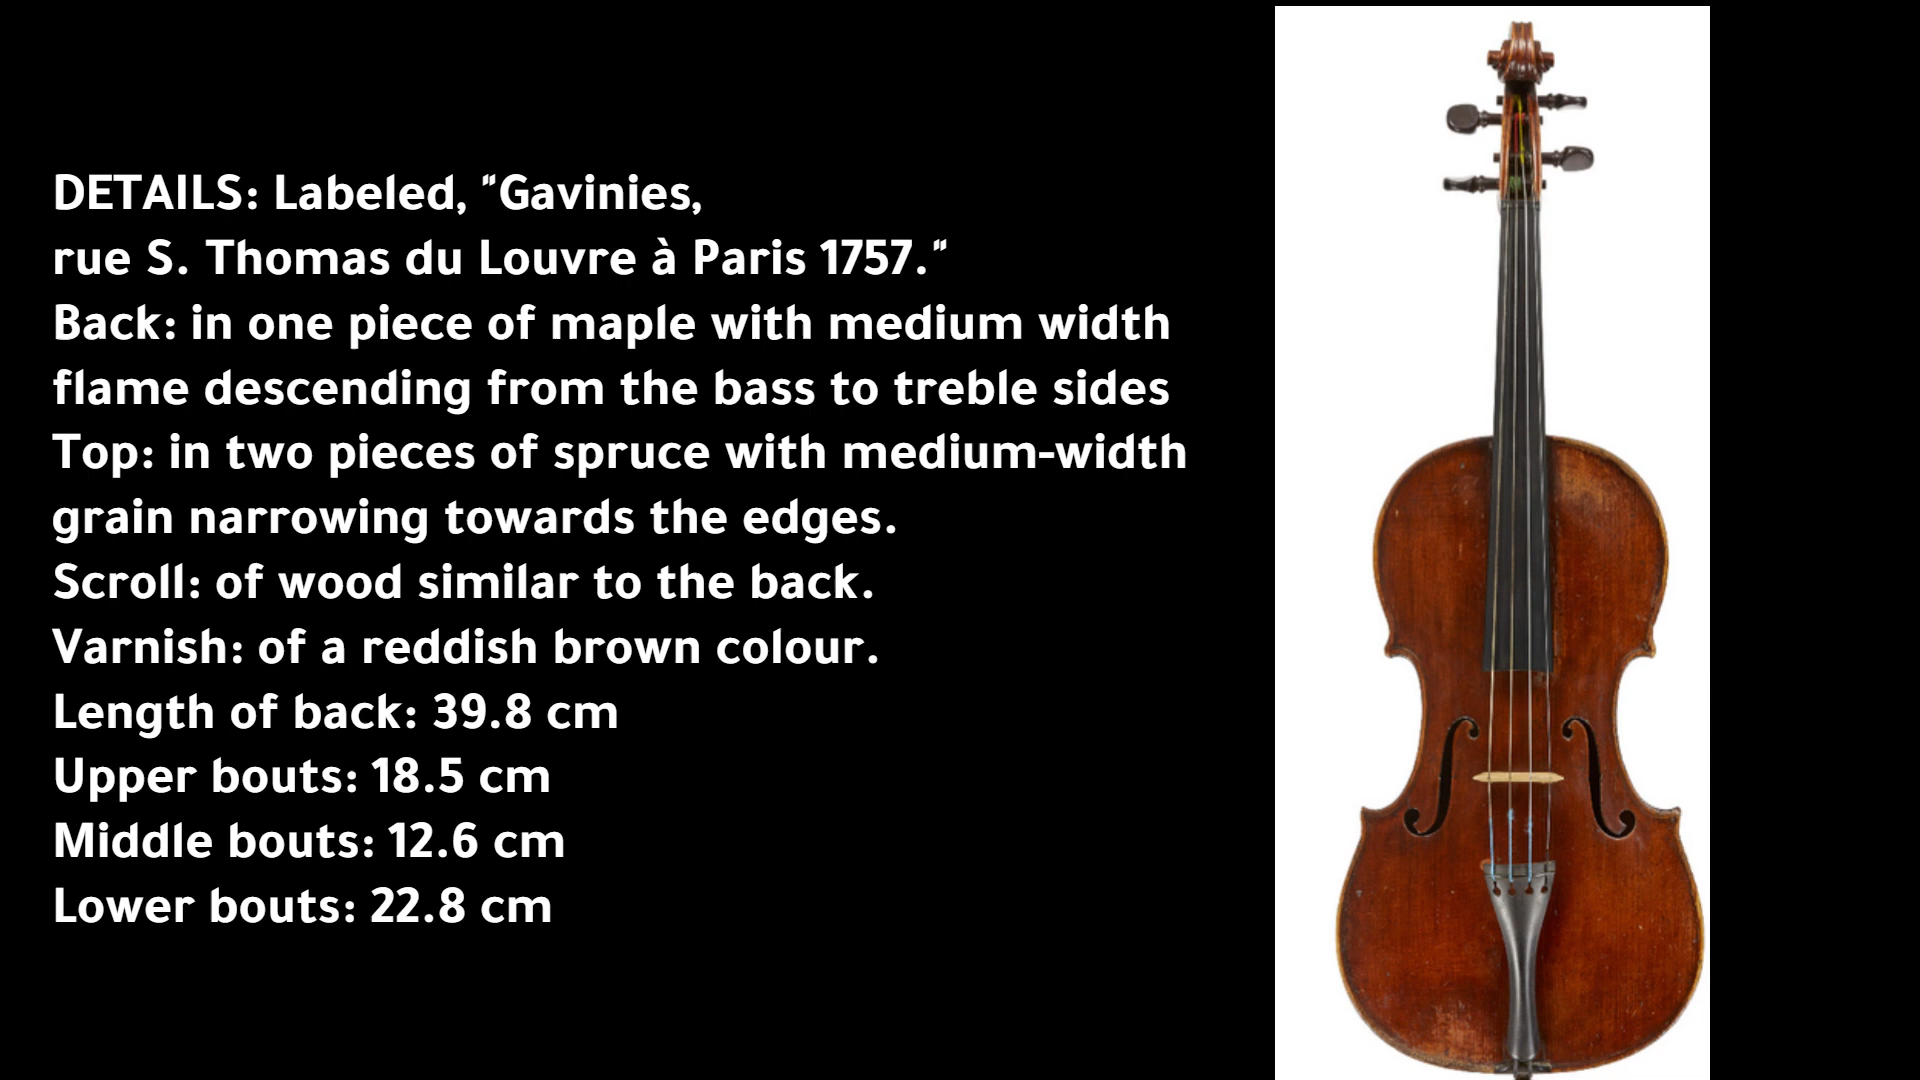 DETAILS: Labeled, "Gavinies,
rue S. Thomas du Louvre à Paris 1757."
Back: in one piece of maple with medium width
flame descending from the bass to treble sides
Top: in two pieces of spruce with medium-width
grain narrowing towards the edges.
Scroll: of wood similar to the back.
Varnish: of a reddish brown colour.
Length of back: 39.8 cm
Upper bouts: 18.5 cm
Middle bouts: 12.6 cm
Lower bouts: 22.8 cm